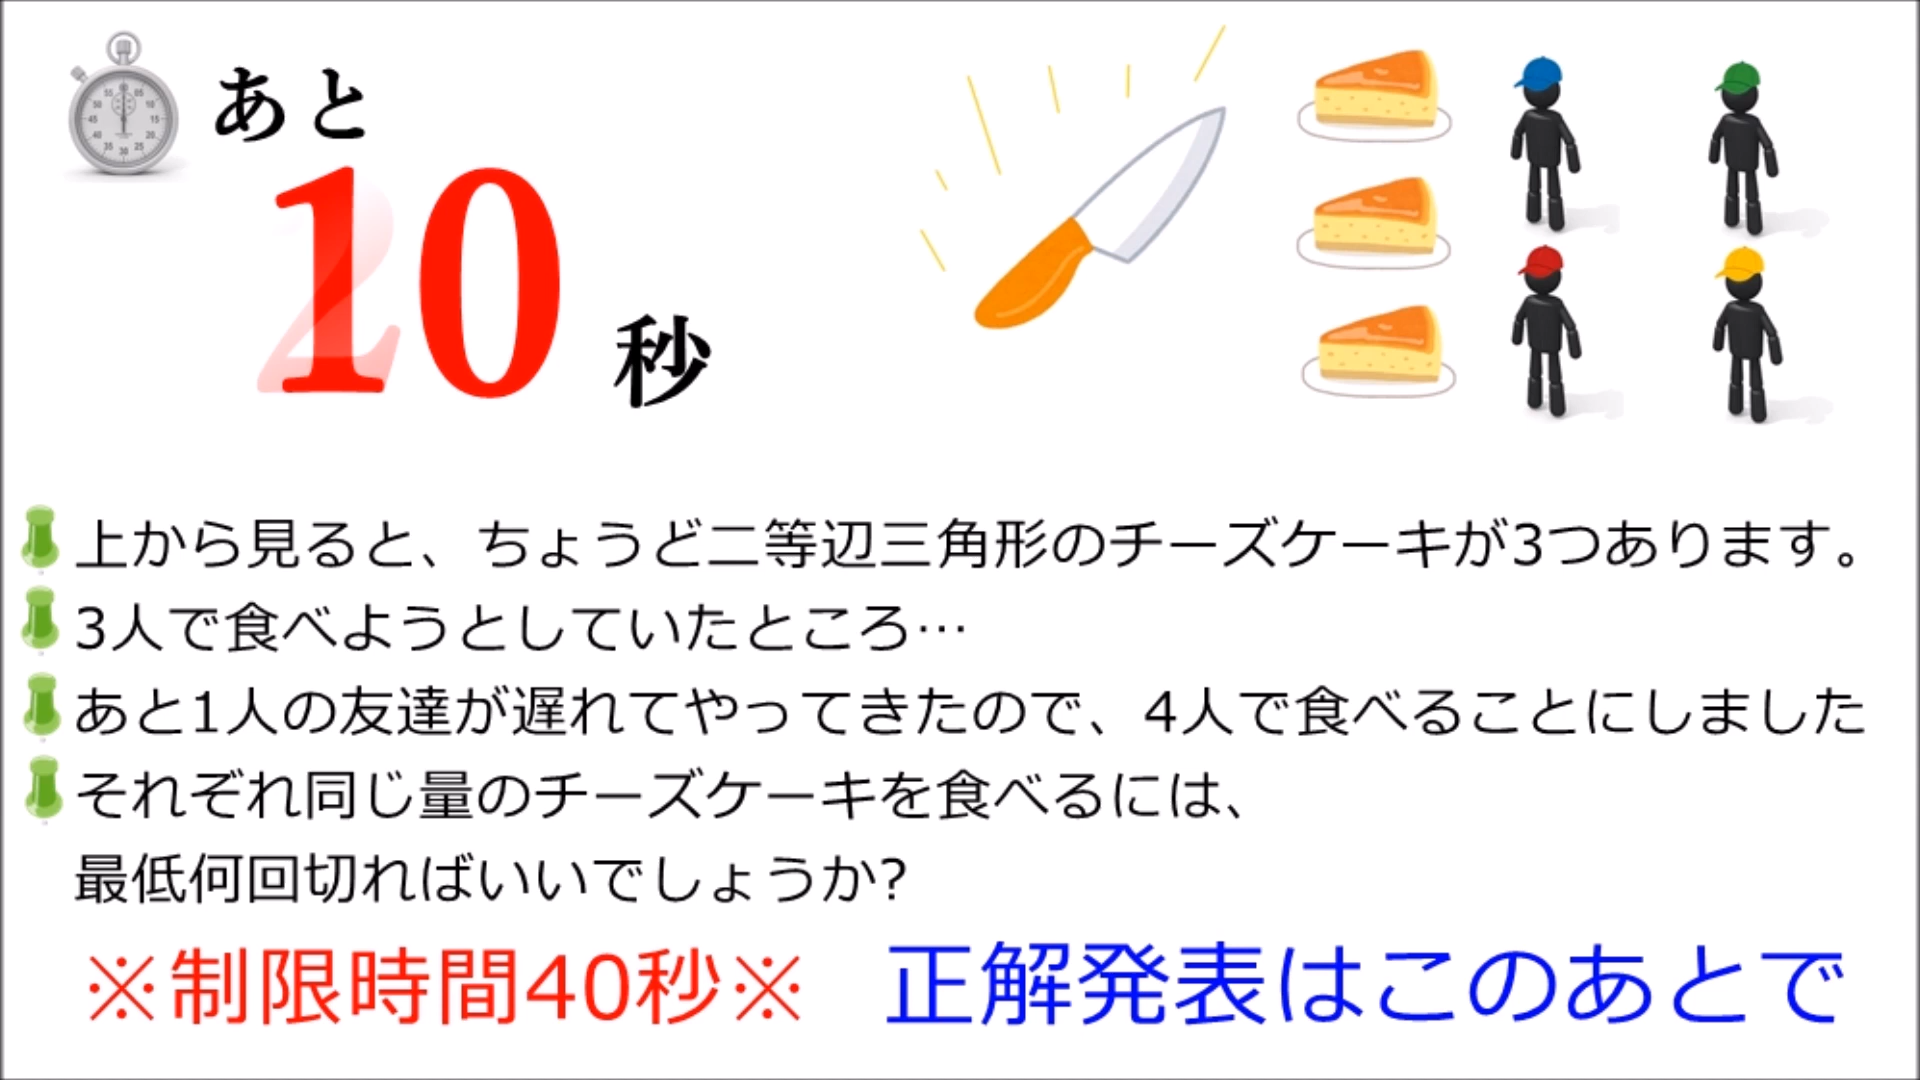 あと
10
秒
上から見ると、ちょうど二等辺三角形のチーズケーキが3つあります。
3人で食べようとしていたところ…
あと1人の友達が遅れてやってきたので、4人で食べることにしました
それぞれ同じ量のチーズケーキを食べるには、
最低何回切ればいいでしょうか?
※制限時間40秒※ 正解発表はこのあとで